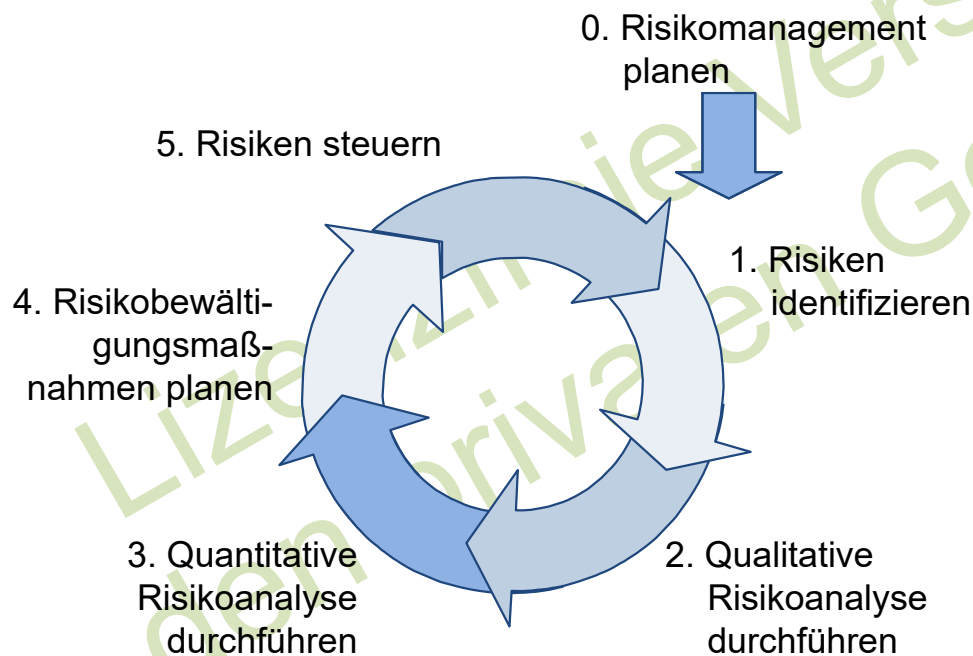 0. Risikomanagement
planen
5. Risiken steuern
1. Risiken
identifizieren
4. Risikobewälti-
gungsmaß-
nahmen planen
3. Quantitative
Risikoanalyse
durchführen
2. Qualitative
Risikoanalyse
durchführen